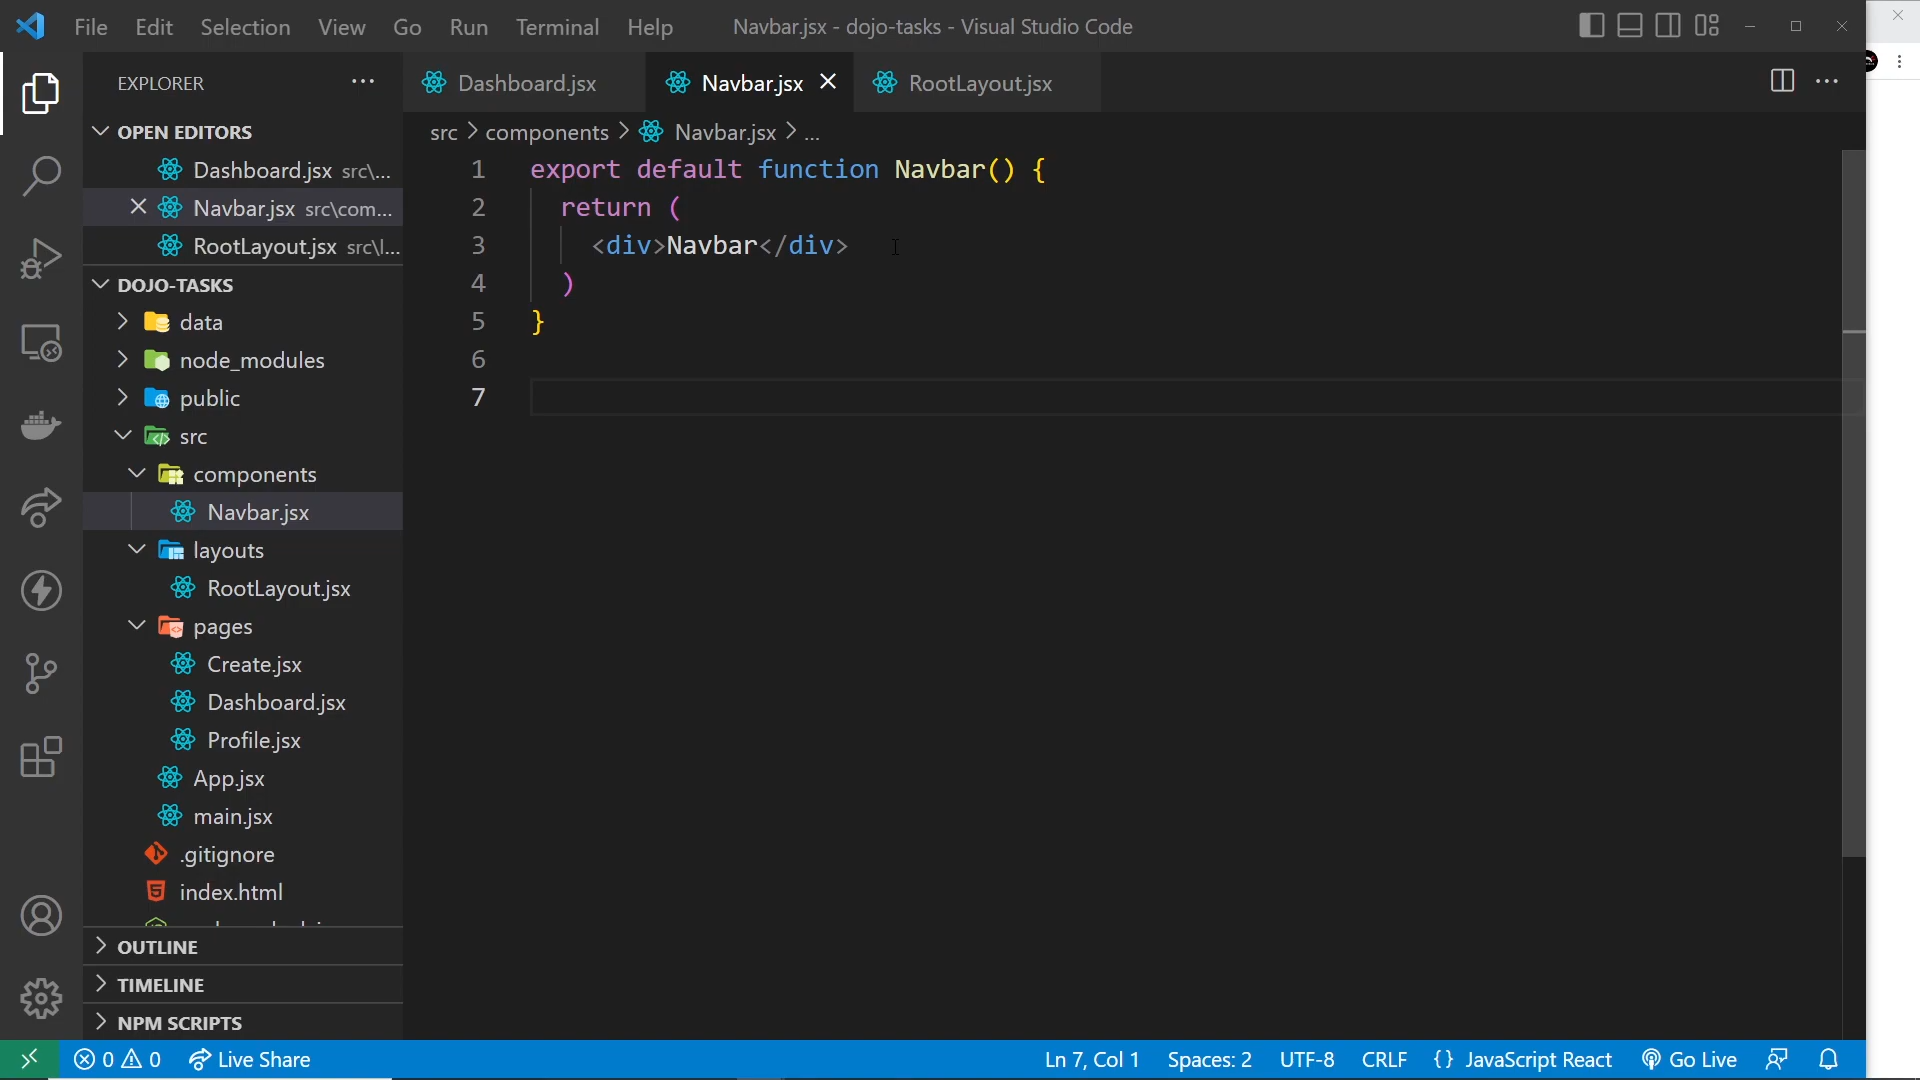 File Edit Selection View Go Run Terminal Help
Navbar.jsx - dojo-tasks - Visual Studio Code
EXPLORER
OPEN EDITORS
Dashboard.jsx src\...
Navbar.jsx src\com...
RootLayout.jsx src\l...
DOJO-TASKS
data
node_modules
public
src
components
Navbar.jsx
layouts
RootLayout.jsx
pages
Create.jsx
Dashboard.jsx
Profile.jsx
App.jsx
main.jsx
.gitignore
index.html
OUTLINE
TIMELINE
NPM SCRIPTS
Dashboard.jsx Navbar.jsx RootLayout.jsx
src > components > Navbar.jsx > ...
1 export default function Navbar() {
2 return (
3 <div>Navbar</div>
4 )
5 }
6
7
0 0 Live Share
Ln 7, Col 1 Spaces: 2 UTF-8 CRLF {} JavaScript React Go Live